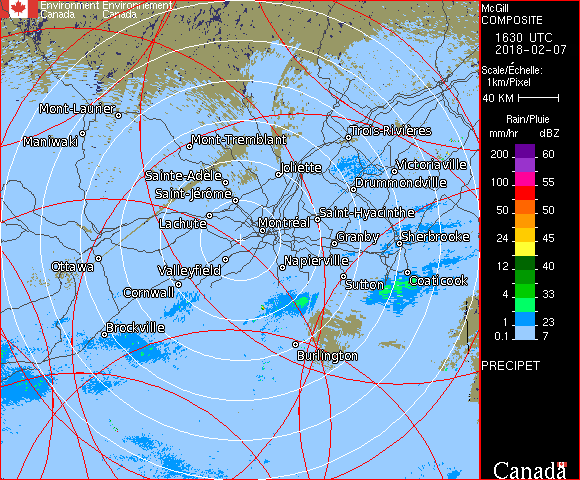 Environment Environnement
Canada Canada
McGill
COMPOSITE
1630 UTC
2018-02-07
Scale/Échelle:
1km/Pixel
40 KM
Rain/Pluie
mm/hr dBZ
200 60
100 55
50 50
24 45
12 40
4 33
1 23
0.1 7
PRECIPET
Canada
Mont-Laurier
Maniwaki
Mont-Tremblant
Trois-Rivières
Joliette
Victoriaville
Sainte-Adèle
Drummondville
Saint-Jérôme
Lachute
Saint-Hyacinthe
Montréal
Granby
Sherbrooke
Ottawa
Valleyfield
Napierville
Sutton
Coaticook
Cornwall
Brockville
Burlington